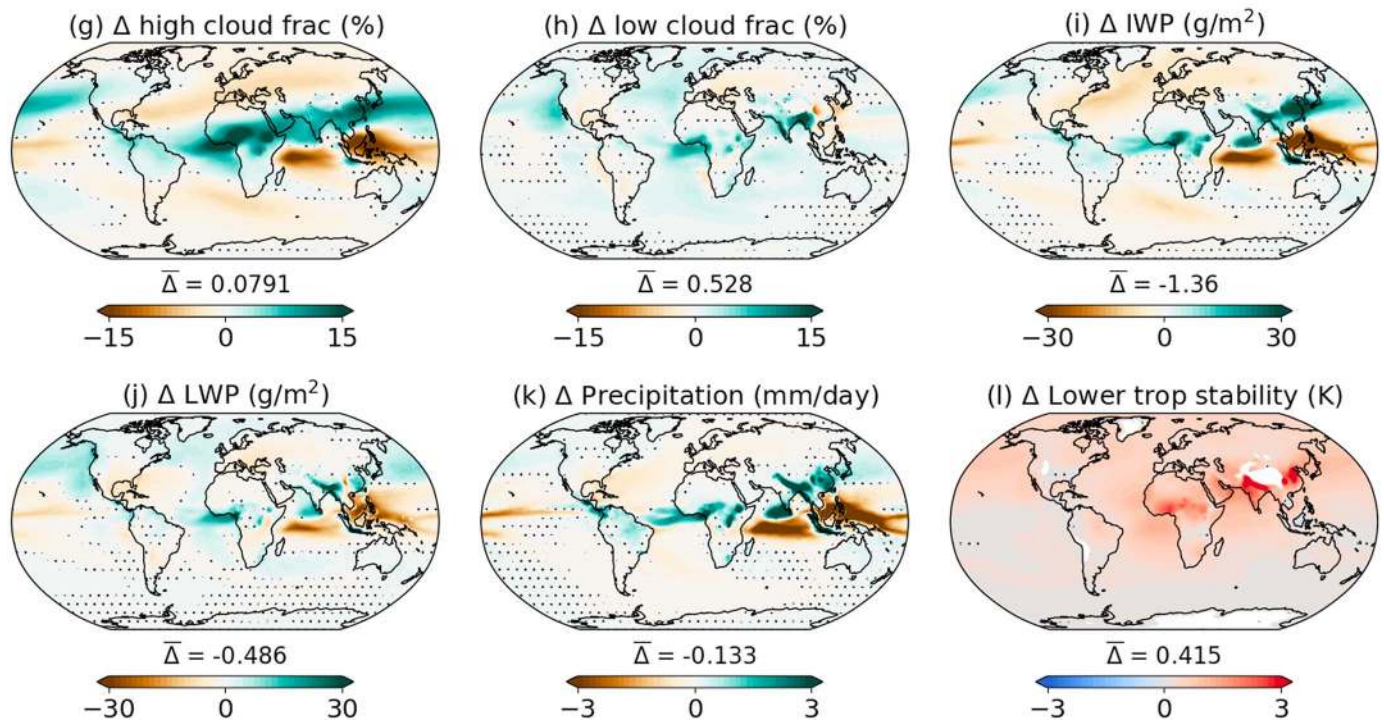 (g) Δ high cloud frac (%)
(h) Δ low cloud frac (%)
(i) Δ IWP (g/m²)
Δ̅ = 0.0791
Δ̅ = 0.528
Δ̅ = -1.36
−15 0 15
−15 0 15
−30 0 30
(j) Δ LWP (g/m²)
(k) Δ Precipitation (mm/day)
(l) Δ Lower trop stability (K)
Δ̅ = -0.486
Δ̅ = -0.133
Δ̅ = 0.415
−30 0 30
−3 0 3
−3 0 3